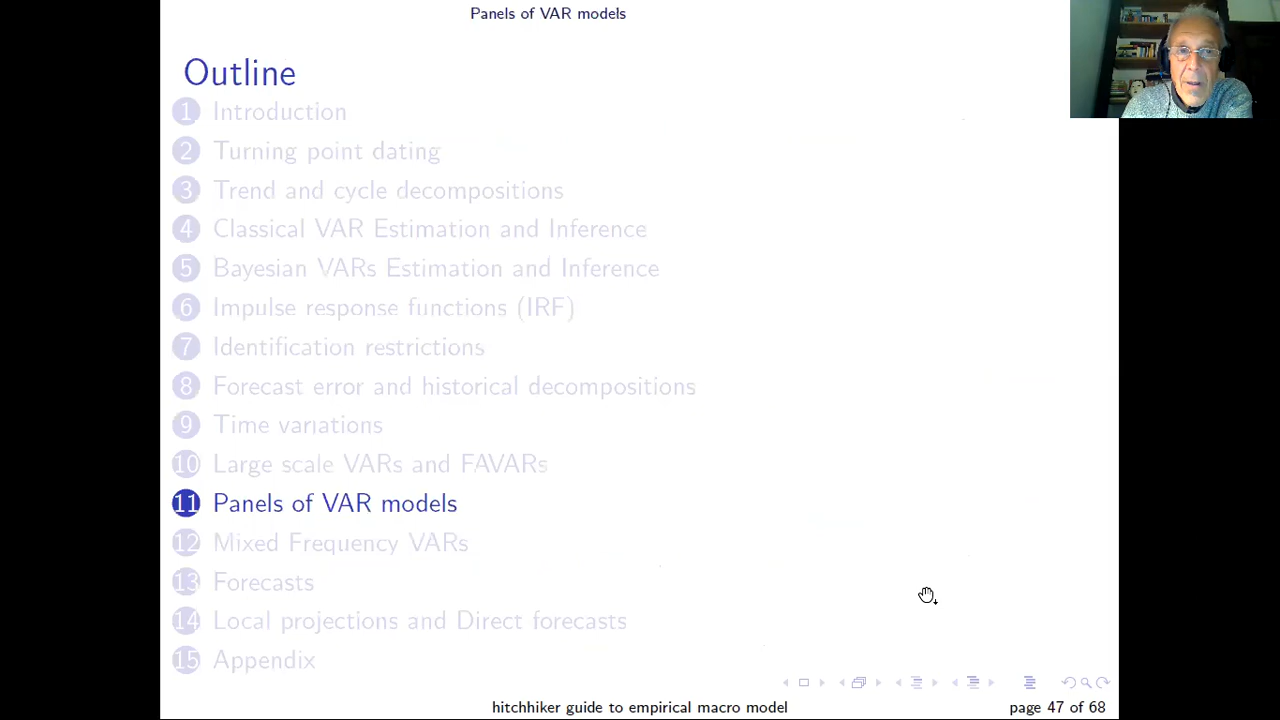 Panels of VAR models
Outline
1 Introduction
2 Turning point dating
3 Trend and cycle decompositions
4 Classical VAR Estimation and Inference
5 Bayesian VARs Estimation and Inference
6 Impulse response functions (IRF)
7 Identification restrictions
8 Forecast error and historical decompositions
9 Time variations
10 Large scale VARs and FAVARs
11 Panels of VAR models
12 Mixed Frequency VARs
13 Forecasts
14 Local projections and Direct forecasts
15 Appendix
hitchhiker guide to empirical macro model page 47 of 68